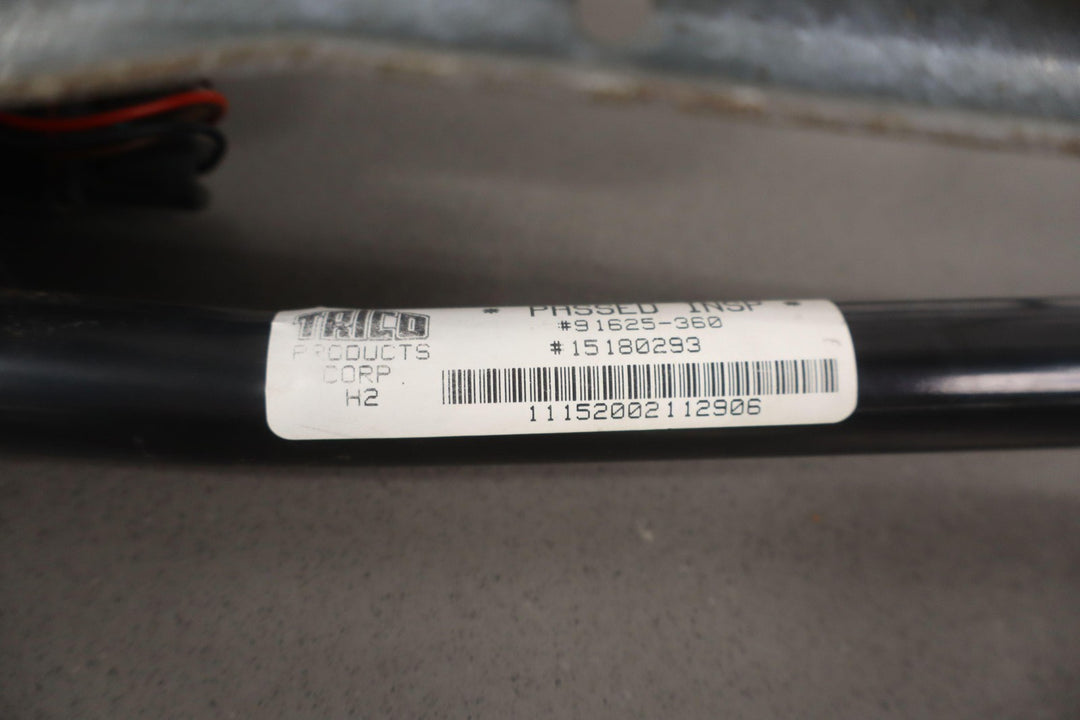 TRICO
PRODUCTS
CORP
H2
* PASSED INSP *
#91625-360
#15180293
11152002112906